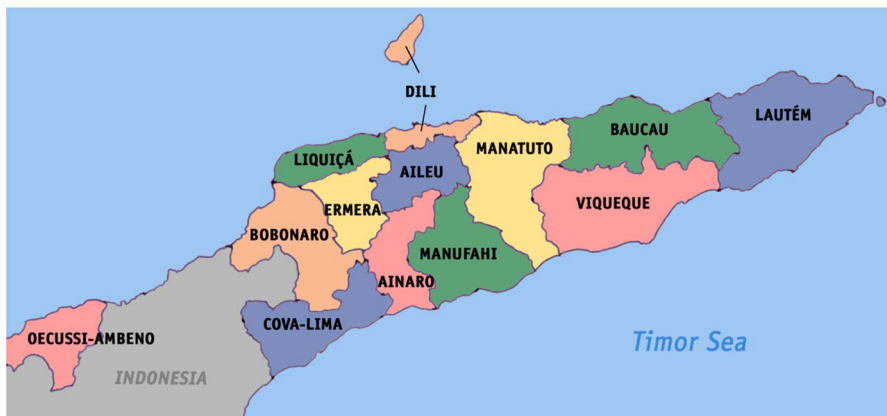 DILI
LAUTÉM
BAUCAU
MANATUTO
LIQUIÇÁ
AILEU
VIQUEQUE
ERMERA
BOBONARO
MANUFAHI
AINARO
COVA-LIMA
OECUSSI-AMBENO
Timor Sea
INDONESIA